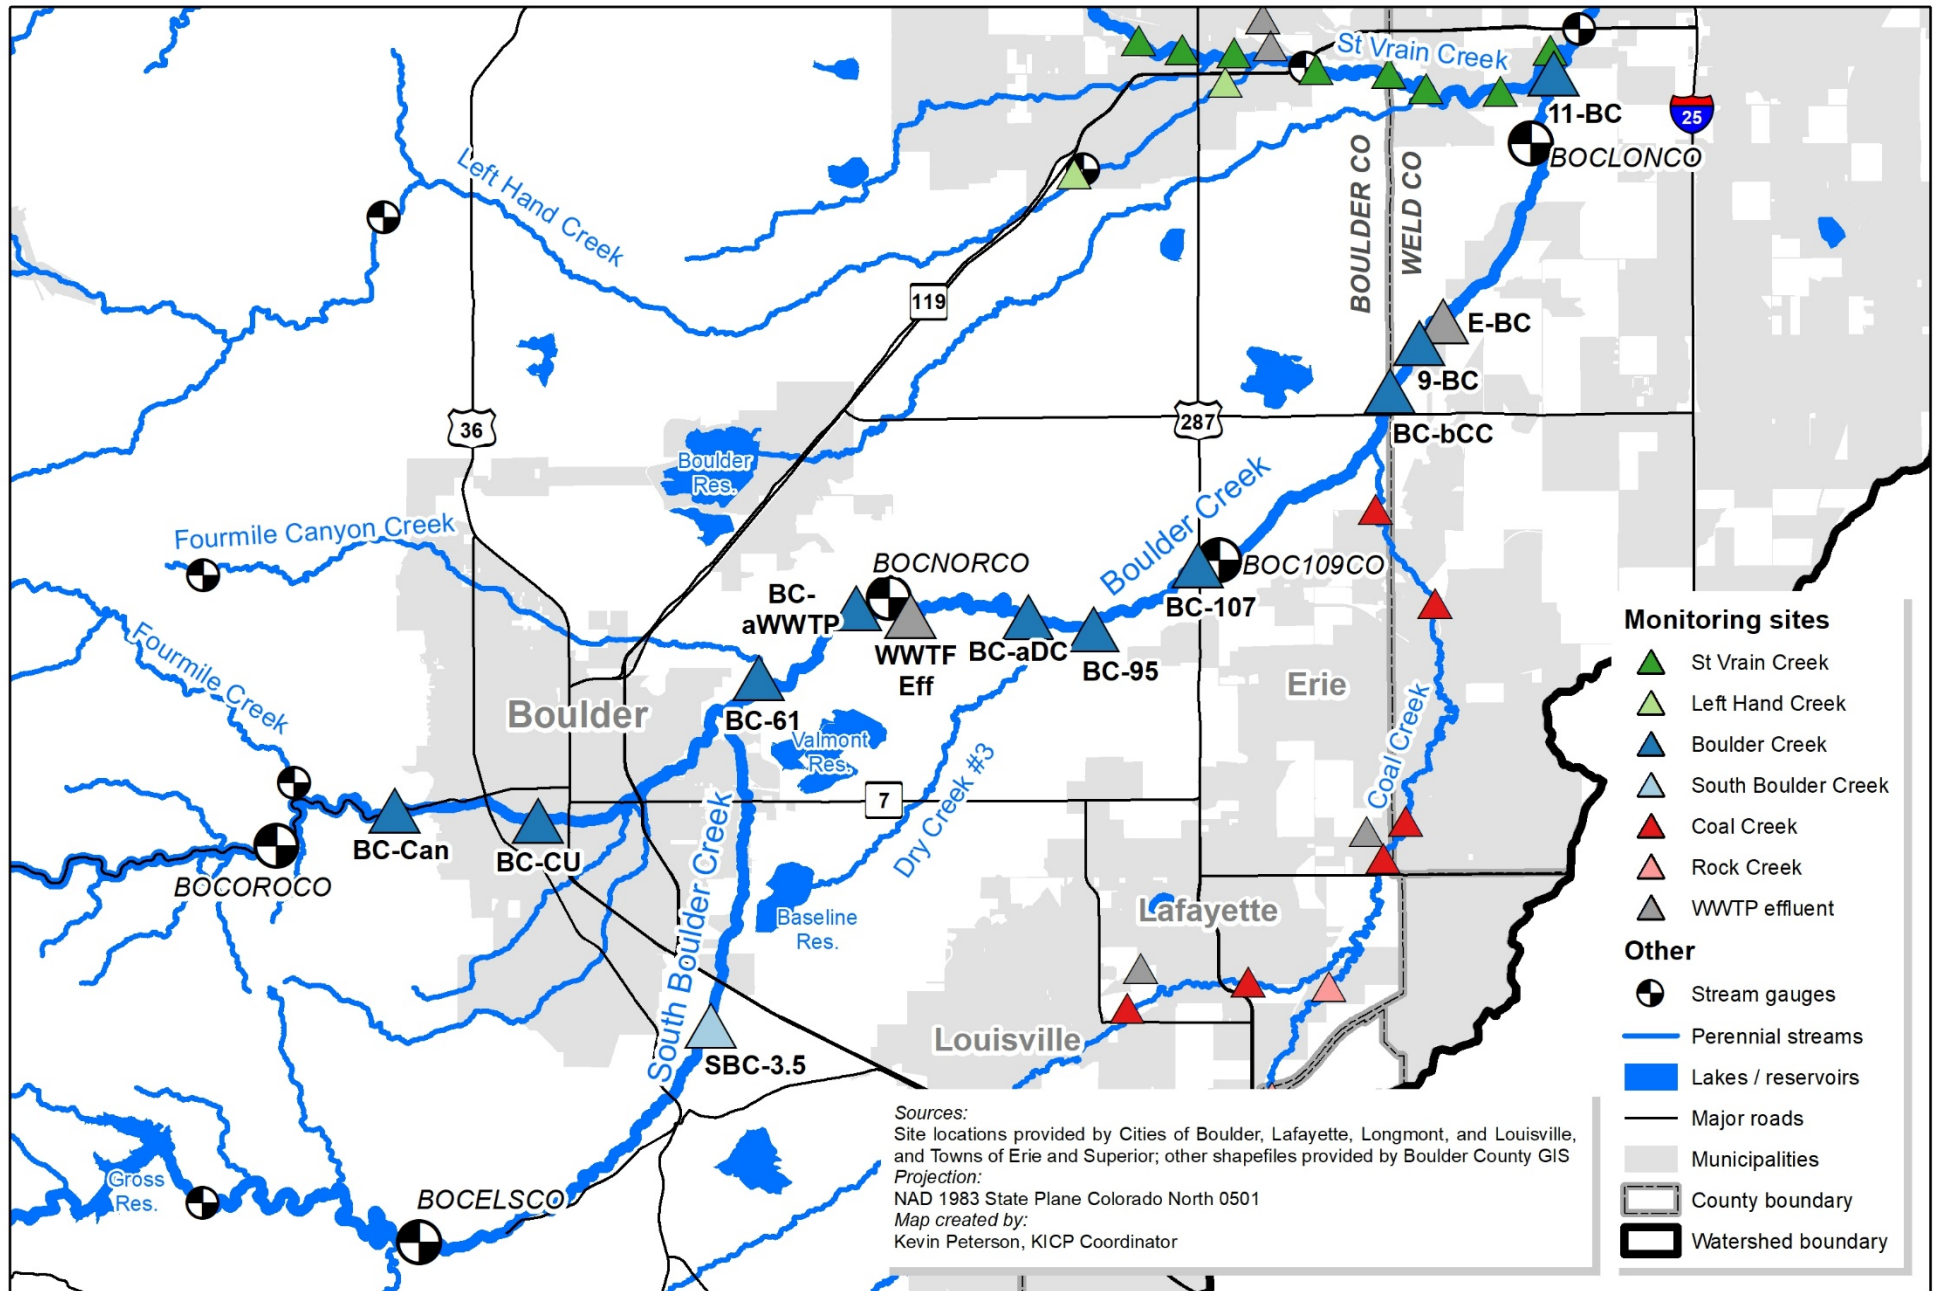 St Vrain Creek
11-BC
25
BOCLONCO
BOULDER CO
WELD CO
Left Hand Creek
119
E-BC
9-BC
36
287
BC-bCC
Boulder
Res.
Boulder Creek
Fourmile Canyon Creek
BOCNORCO
BOC109CO
BC-
aWWTP
BC-107
WWTF
Eff
BC-aDC
BC-95
Fourmile Creek
Boulder
BC-61
Erie
Valmont
Res.
Coal Creek
Dry Creek #3
7
BC-Can
BC-CU
BOCOROCO
South Boulder Creek
Baseline
Res.
Lafayette
Louisville
SBC-3.5
Gross
Res.
BOCELSCO
Monitoring sites
St Vrain Creek
Left Hand Creek
Boulder Creek
South Boulder Creek
Coal Creek
Rock Creek
WWTP effluent
Other
Stream gauges
Perennial streams
Lakes / reservoirs
Major roads
Municipalities
County boundary
Watershed boundary
Sources:
Site locations provided by Cities of Boulder, Lafayette, Longmont, and Louisville,
and Towns of Erie and Superior; other shapefiles provided by Boulder County GIS
Projection:
NAD 1983 State Plane Colorado North 0501
Map created by:
Kevin Peterson, KICP Coordinator